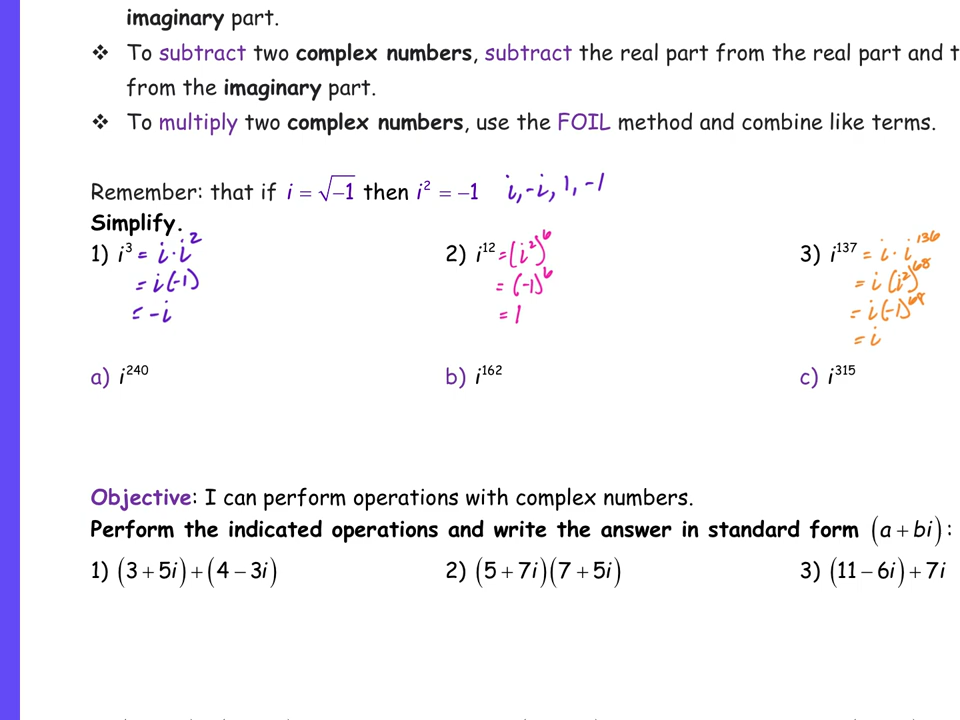 imaginary part.
❖ To subtract two complex numbers, subtract the real part from the real part and t
from the imaginary part.
❖ To multiply two complex numbers, use the FOIL method and combine like terms.
Remember: that if i = √−1 then i² = −1 i, -i, 1, -1
Simplify.
1) i³ = i · i²
= i(-1)
= -i
2) i¹² = (i²)⁶
= (-1)⁶
= 1
3) i¹³⁷ = i · i¹³⁶
= i (i²)⁶⁸
= i(-1)⁶⁸
= i
a) i²⁴⁰ b) i¹⁶² c) i³¹⁵
Objective: I can perform operations with complex numbers.
Perform the indicated operations and write the answer in standard form (a + bi):
1) (3 + 5i) + (4 − 3i) 2) (5 + 7i)(7 + 5i) 3) (11 − 6i) + 7i